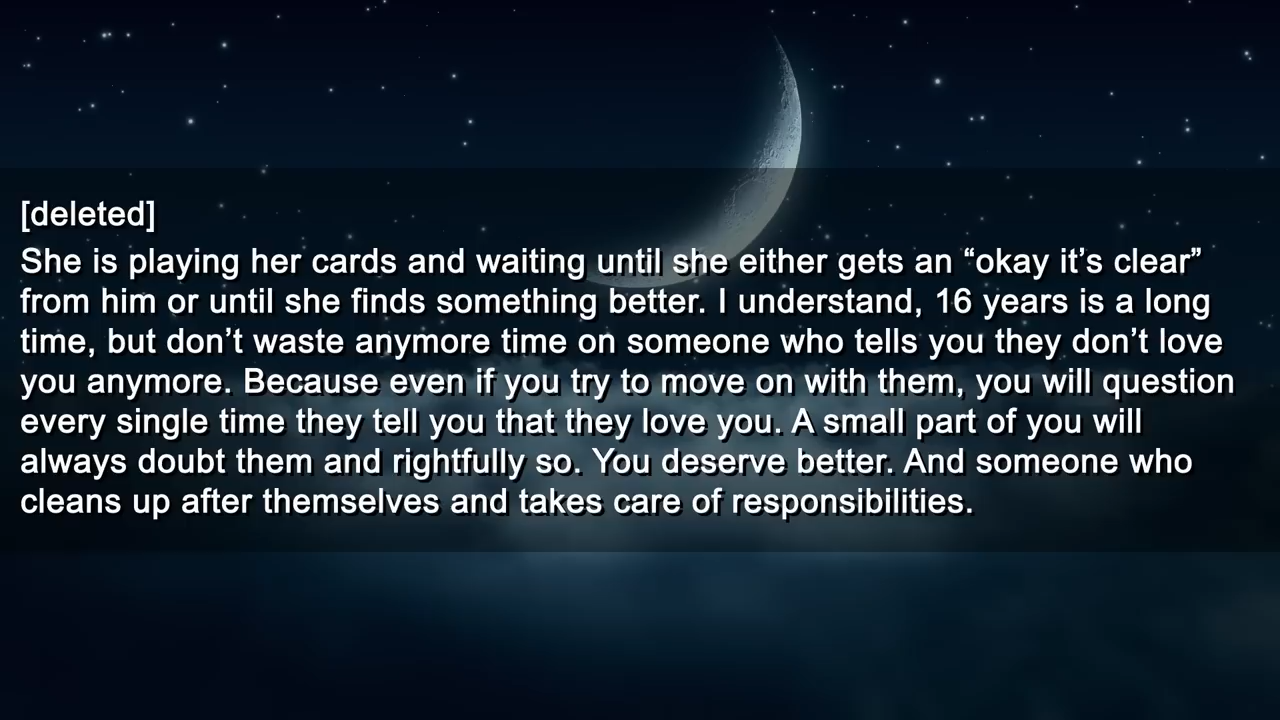 [deleted]
She is playing her cards and waiting until she either gets an “okay it’s clear”
from him or until she finds something better. I understand, 16 years is a long
time, but don’t waste anymore time on someone who tells you they don’t love
you anymore. Because even if you try to move on with them, you will question
every single time they tell you that they love you. A small part of you will
always doubt them and rightfully so. You deserve better. And someone who
cleans up after themselves and takes care of responsibilities.